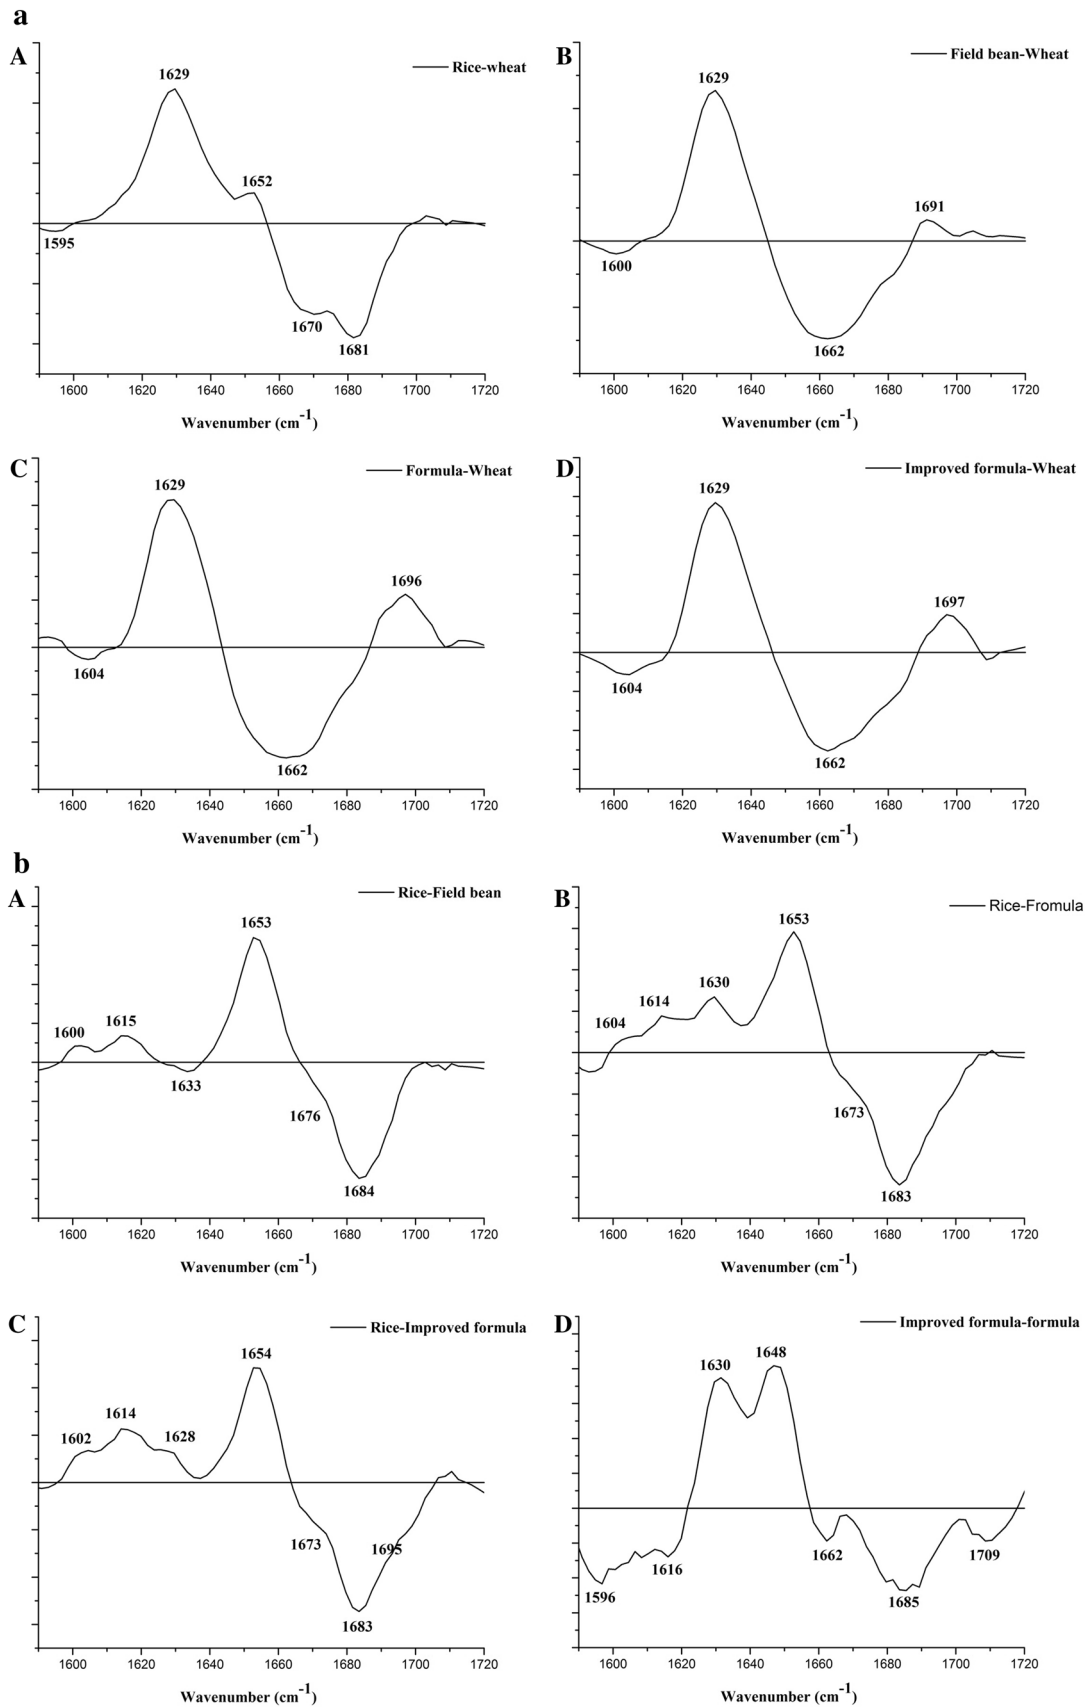 a
A
Rice-wheat
1629
1652
1595
1670
1681
1600 1620 1640 1660 1680 1700 1720
Wavenumber (cm-1)
B
Field bean-Wheat
1629
1691
1600
1662
1600 1620 1640 1660 1680 1700 1720
Wavenumber (cm-1)
C
Formula-Wheat
1629
1696
1604
1662
1600 1620 1640 1660 1680 1700 1720
Wavenumber (cm-1)
D
Improved formula-Wheat
1629
1697
1604
1662
1600 1620 1640 1660 1680 1700 1720
Wavenumber (cm-1)
b
A
Rice-Field bean
1653
1600
1615
1633
1676
1684
1600 1620 1640 1660 1680 1700 1720
Wavenumber (cm-1)
B
Rice-Fromula
1653
1630
1614
1604
1673
1683
1600 1620 1640 1660 1680 1700 1720
Wavenumber (cm-1)
C
Rice-Improved formula
1654
1614
1602
1628
1673
1695
1683
1600 1620 1640 1660 1680 1700 1720
Wavenumber (cm-1)
D
Improved formula-formula
1630
1648
1662
1709
1616
1596
1685
1600 1620 1640 1660 1680 1700 1720
Wavenumber (cm-1)